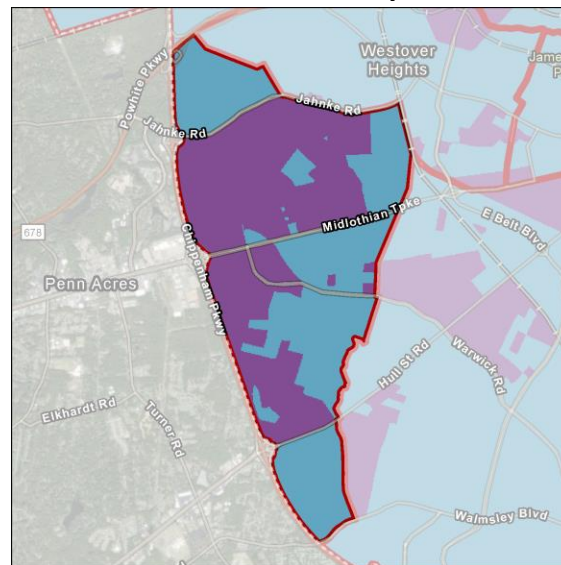 Powhite Pkwy
Westover
Heights
Jame
P
Jahnke Rd
Jahnke Rd
Midlothian Tpke
E Belt Blvd
678
Chippenham Pkwy
Penn Acres
Hull St Rd
Warwick Rd
Elkhardt Rd
Turner Rd
Walmsley Blvd